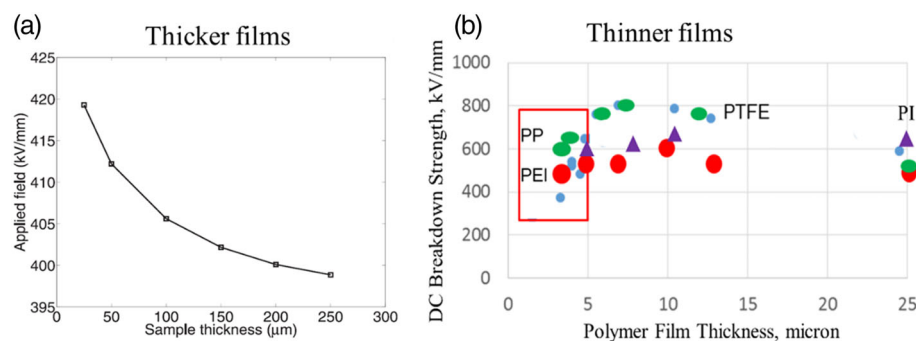 (a)
Thicker films
425
420
415
410
405
400
395
Applied field (kV/mm)
0 50 100 150 200 250 300
Sample thickness (μm)
(b)
Thinner films
1000
800
600
400
200
0
DC Breakdown Strength, kV/mm
PP
PEI
PTFE
PI
0 5 10 15 20 25
Polymer Film Thickness, micron